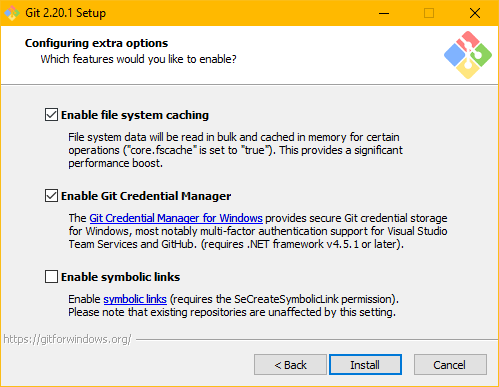 Git 2.20.1 Setup
Configuring extra options
Which features would you like to enable?
Enable file system caching
File system data will be read in bulk and cached in memory for certain
operations ("core.fscache" is set to "true"). This provides a significant
performance boost.
Enable Git Credential Manager
The Git Credential Manager for Windows provides secure Git credential storage
for Windows, most notably multi-factor authentication support for Visual Studio
Team Services and GitHub. (requires .NET framework v4.5.1 or later).
Enable symbolic links
Enable symbolic links (requires the SeCreateSymbolicLink permission).
Please note that existing repositories are unaffected by this setting.
https://gitforwindows.org/
< Back
Install
Cancel